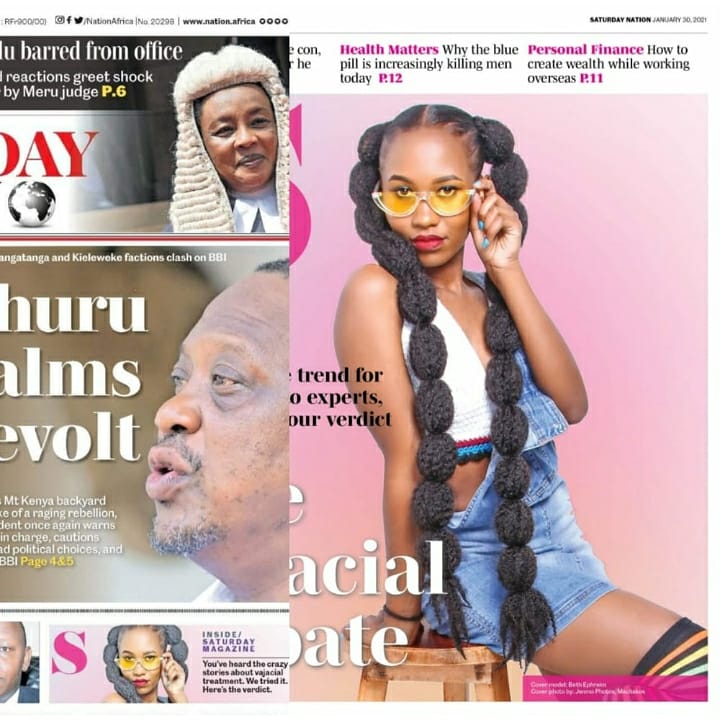 : RFr900/00) /NationAfrica | No. 20298 | www.nation.africa
lu barred from office
d reactions greet shock
by Meru judge P.6
DAY
angatanga and Kieleweke factions clash on BBI
huru
alms
evolt
s Mt Kenya backyard
ke of a raging rebellion,
dent once again warns
in charge, cautions
ad political choices, and
BBI Page 4&5
S
INSIDE/
SATURDAY
MAGAZINE
You've heard the crazy
stories about vajacial
treatment. We tried it.
Here's the verdict.
SATURDAY NATION JANUARY 30, 2021
e con,
r he
Health Matters Why the blue
pill is increasingly killing men
today P.12
Personal Finance How to
create wealth while working
overseas P.11
S
e trend for
o experts,
our verdict
e
acial
bate
Cover model: Beth Ephraim
Cover photo by: Jenroi Photos, Machakos